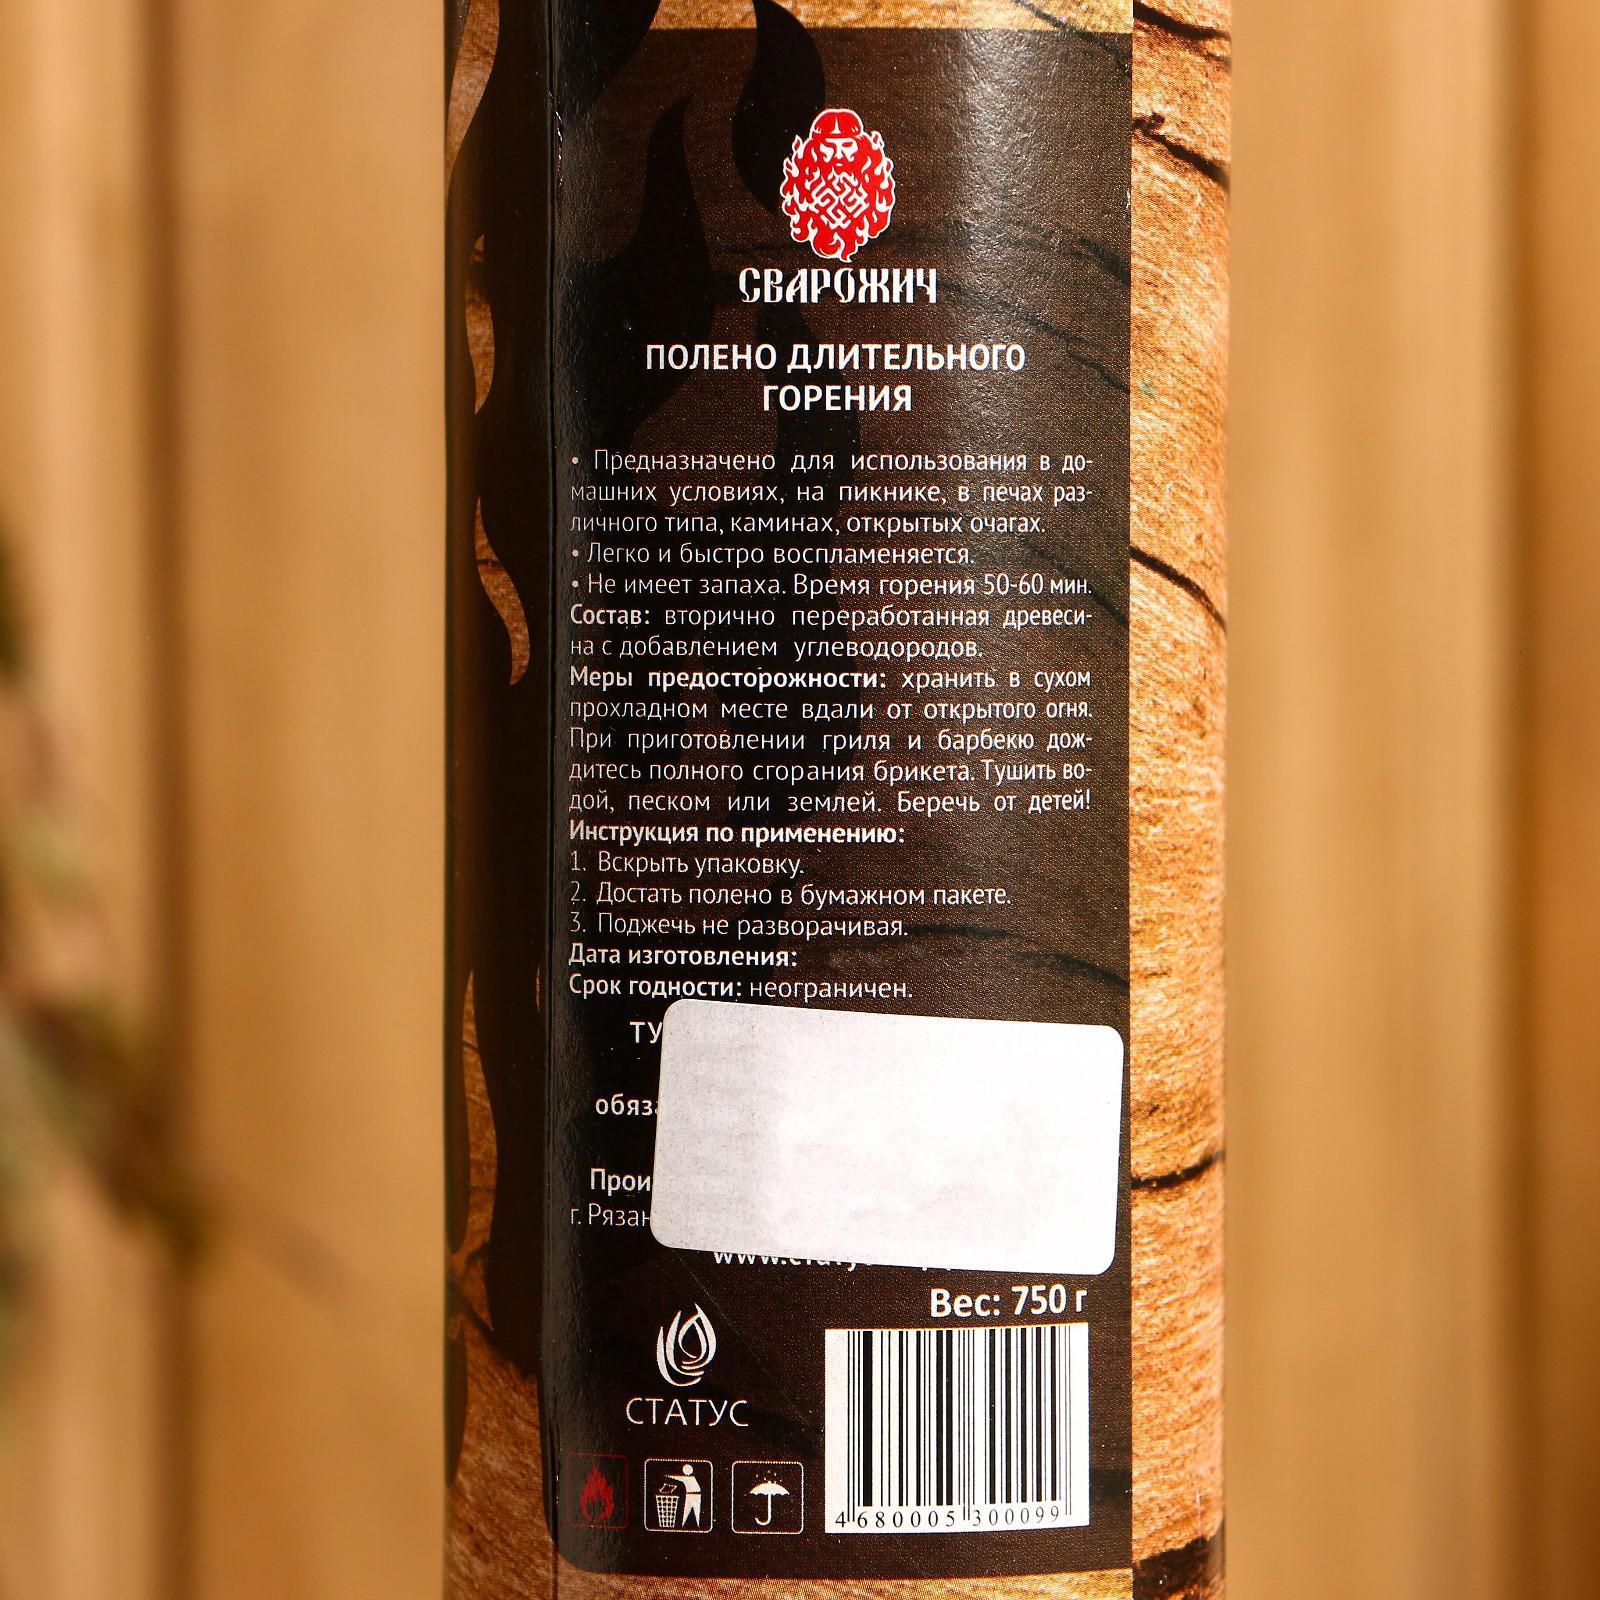 СВАРОЖИЧ
ПОЛЕНО ДЛИТЕЛЬНОГО
ГОРЕНИЯ
• Предназначено для использования в до-
машних условиях, на пикнике, в печах раз-
личного типа, каминах, открытых очагах.
• Легко и быстро воспламеняется.
• Не имеет запаха. Время горения 50-60 мин.
Состав: вторично переработанная древеси-
на с добавлением углеводородов.
Меры предосторожности: хранить в сухом
прохладном месте вдали от открытого огня.
При приготовлении гриля и барбекю дож-
дитесь полного сгорания брикета. Тушить во-
дой, песком или землей. Беречь от детей!
Инструкция по применению:
1. Вскрыть упаковку.
2. Достать полено в бумажном пакете.
3. Поджечь не разворачивая.
Дата изготовления:
Срок годности: неограничен.
ТУ
г.
Вес: 750 г
СТАТУС
4 680005 300099